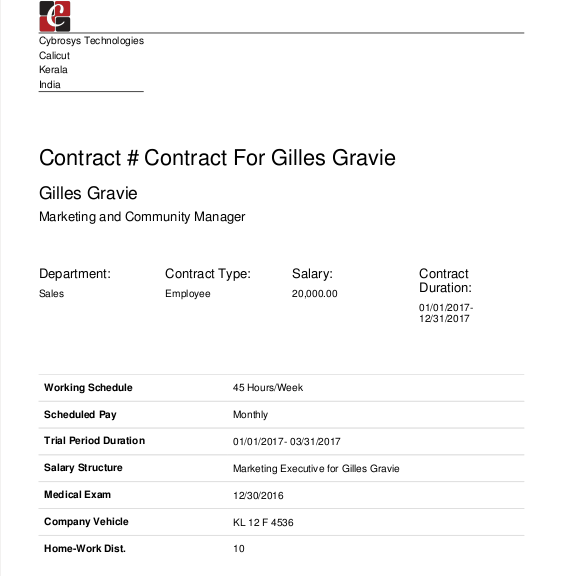 C
Cybrosys Technologies
Calicut
Kerala
India
Contract # Contract For Gilles Gravie
Gilles Gravie
Marketing and Community Manager
Department: Contract Type: Salary: Contract Duration:
Sales Employee 20,000.00 01/01/2017-
12/31/2017
Working Schedule 45 Hours/Week
Scheduled Pay Monthly
Trial Period Duration 01/01/2017- 03/31/2017
Salary Structure Marketing Executive for Gilles Gravie
Medical Exam 12/30/2016
Company Vehicle KL 12 F 4536
Home-Work Dist. 10